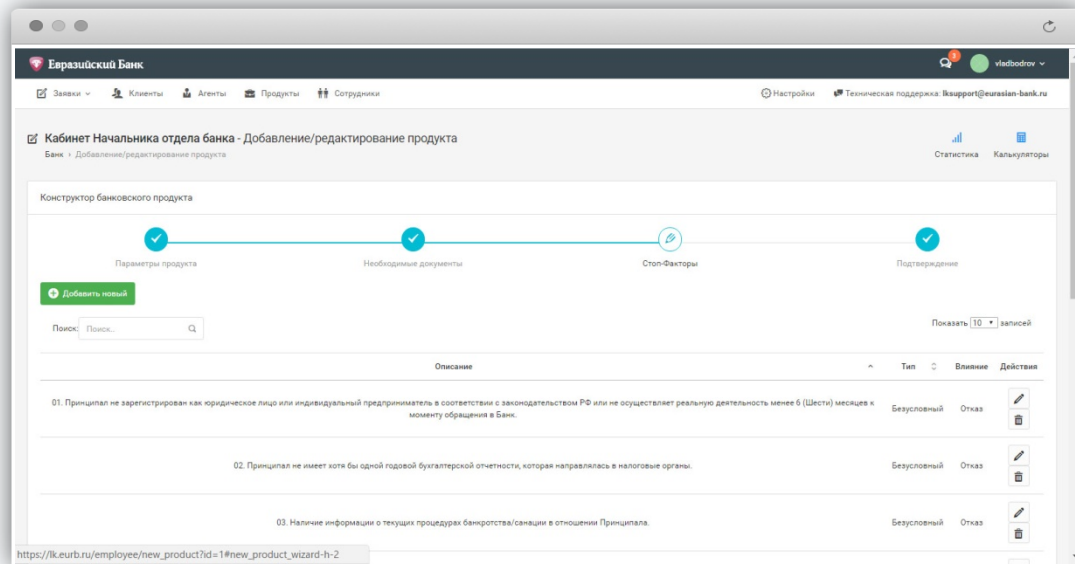 Евразийский Банк
1
vladbodrov
Заявки
Клиенты
Агенты
Продукты
Сотрудники
Настройки
Техническая поддержка: lksupport@eurasian-bank.ru
Кабинет Начальника отдела банка - Добавление/редактирование продукта
Банк › Добавление/редактирование продукта
Статистика
Калькуляторы
Конструктор банковского продукта
Параметры продукта
Необходимые документы
Стоп-Факторы
Подтверждение
Добавить новый
Поиск: Поиск...
Показать 10 записей
Описание
Тип
Влияние
Действия
01. Принципал не зарегистрирован как юридическое лицо или индивидуальный предприниматель в соответствии с законодательством РФ или не осуществляет реальную деятельность менее 6 (Шести) месяцев к
моменту обращения в Банк.
Безусловный
Отказ
02. Принципал не имеет хотя бы одной годовой бухгалтерской отчетности, которая направлялась в налоговые органы.
Безусловный
Отказ
03. Наличие информации о текущих процедурах банкротства/санации в отношении Принципала.
Безусловный
Отказ
https://lk.eurb.ru/employee/new_product?id=1#new_product_wizard-h-2